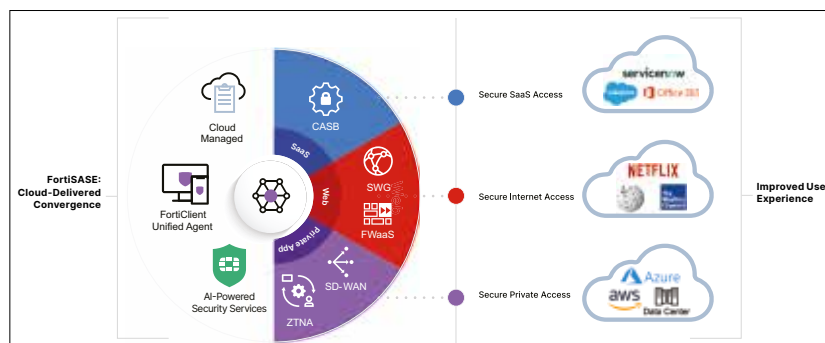 FortiSASE:
Cloud-Delivered
Convergence
Cloud
Managed
FortiClient
Unified Agent
AI-Powered
Security Services
SaaS
Web
Private App
CASB
SWG
Web
FWaaS
SD-WAN
ZTNA
Secure SaaS Access
Secure Internet Access
Secure Private Access
servicenow
salesforce
Office 365
NETFLIX
Azure
aws
Data Center
Improved Use
Experience